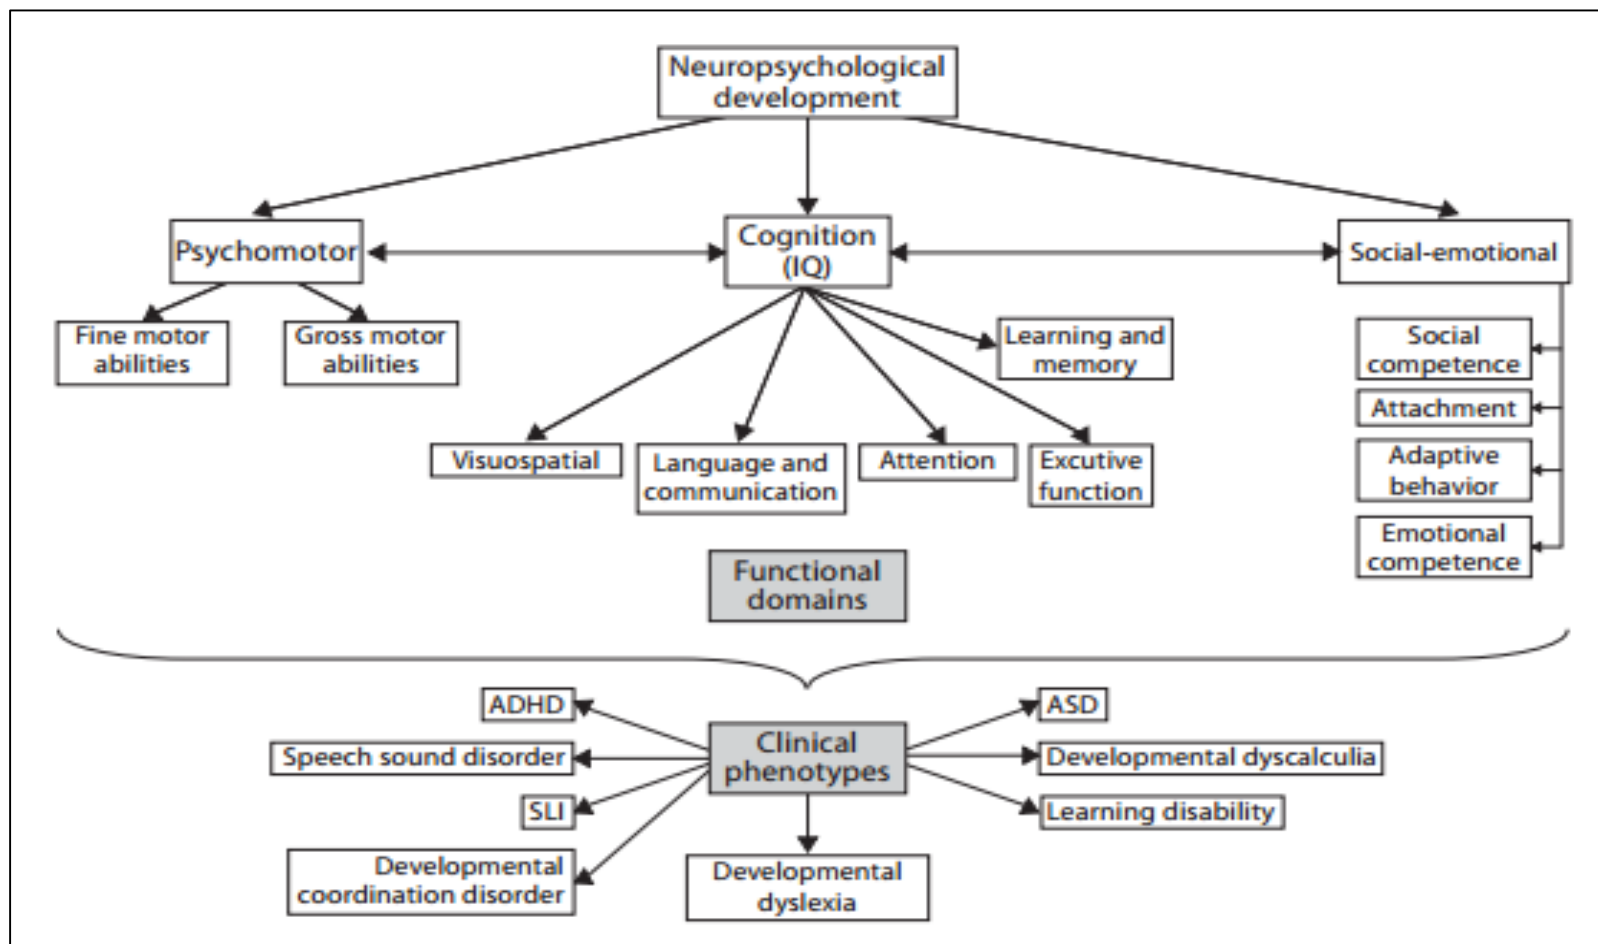 Neuropsychological
development
Psychomotor
Cognition
(IQ)
Social-emotional
Fine motor
abilities
Gross motor
abilities
Learning and
memory
Social
competence
Attachment
Visuospatial
Language and
communication
Attention
Excutive
function
Adaptive
behavior
Emotional
competence
Functional
domains
ADHD
ASD
Speech sound disorder
Clinical
phenotypes
Developmental dyscalculia
SLI
Learning disability
Developmental
coordination disorder
Developmental
dyslexia